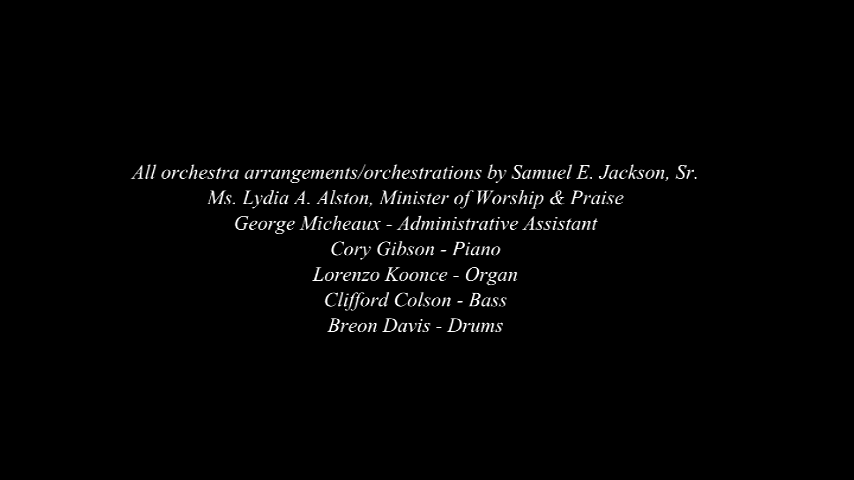 All orchestra arrangements/orchestrations by Samuel E. Jackson, Sr.
Ms. Lydia A. Alston, Minister of Worship & Praise
George Micheaux - Administrative Assistant
Cory Gibson - Piano
Lorenzo Koonce - Organ
Clifford Colson - Bass
Breon Davis - Drums